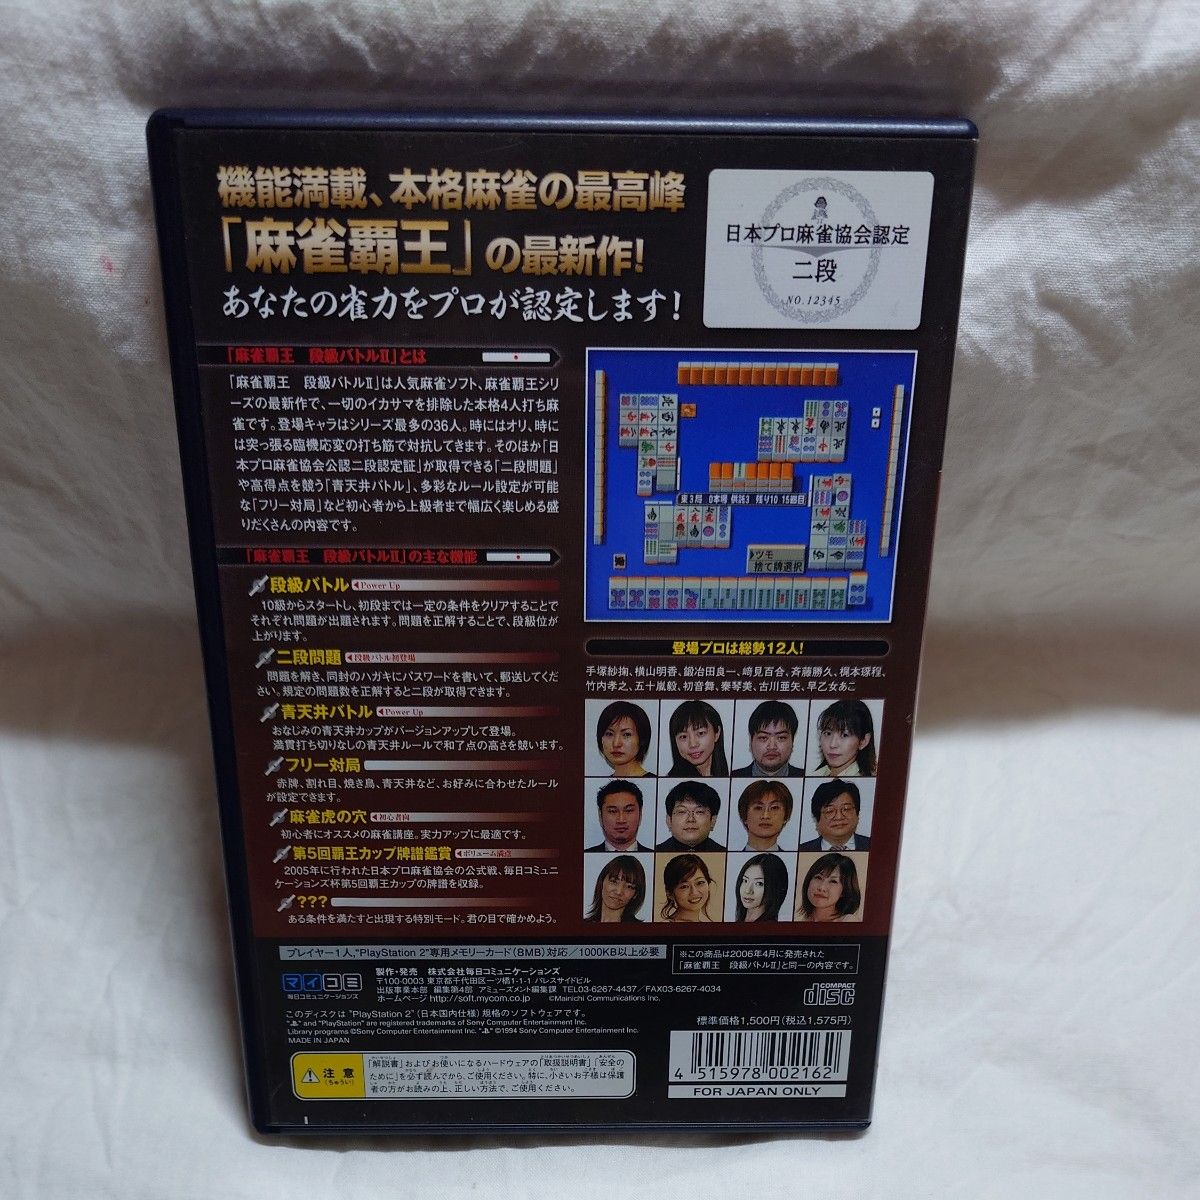 機能満載、本格麻雀の最高峰
「麻雀覇王」の最新作!
あなたの雀力をプロが認定します!
日本プロ麻雀協会認定
二段
NO.12345
「麻雀覇王　段級バトルII」とは
「麻雀覇王　段級バトルII」は人気麻雀ソフト、麻雀覇王シリ
ーズの最新作で、一切のイカサマを排除した本格4人打ち麻
雀です。登場キャラはシリーズ最多の36人。時にはオリ、時に
は突っ張る臨機応変の打ち筋で対抗してきます。そのほか「日
本プロ麻雀協会公認二段認定証」が取得できる「二段問題」
や高得点を競う「青天井バトル」、多彩なルール設定が可能
な「フリー対局」など初心者から上級者まで幅広く楽しめる盛
りだくさんの内容です。
東3局 0本場 供託3 残り10 15巡目
ツモ
捨て牌選択
「麻雀覇王　段級バトルII」の主な機能
段級バトル Power Up
10級からスタートし、初段までは一定の条件をクリアすることで
それぞれ問題が出題されます。問題を正解することで、段級位が
上がります。
二段問題 段級バトル初登場
問題を解き、同封のハガキにパスワードを書いて、郵送してくだ
さい。規定の問題数を正解すると二段が取得できます。
青天井バトル Power Up
おなじみの青天井カップがバージョンアップして登場。
満貫打ち切りなしの青天井ルールで和了点の高さを競います。
フリー対局
赤牌、割れ目、焼き鳥、青天井など、お好みに合わせたルール
が設定できます。
麻雀虎の穴 初心者向
初心者にオススメの麻雀講座。実力アップに最適です。
第5回覇王カップ牌譜鑑賞 ボリューム満点
2005年に行われた日本プロ麻雀協会の公式戦、毎日コミュニ
ケーションズ杯第5回覇王カップの牌譜を収録。
???
ある条件を満たすと出現する特別モード。君の目で確かめよう。
登場プロは総勢12人!
手塚紗掬、横山明香、鍛冶田良一、崎見百合、斉藤勝久、梶本琢程、
竹内孝之、五十嵐毅、初音舞、秦琴美、古川亜矢、早乙女あこ
プレイヤー1人、"PlayStation 2"専用メモリーカード(8MB)対応/1000KB以上必要
※この商品は2006年4月に発売された
「麻雀覇王　段級バトルII」と同一の内容です。
マイコミ
毎日コミュニケーションズ
製作・発売　株式会社毎日コミュニケーションズ
〒100-0003 東京都千代田区一ツ橋1-1-1 パレスサイドビル
出版事業本部 編集第4部 アミューズメント編集課 TEL03-6267-4437/FAX03-6267-4034
ホームページ http://soft.mycom.co.jp ©Mainichi Communications Inc.
COMPACT
disc
このディスクは"PlayStation 2"(日本国内仕様)規格のソフトウェアです。
" " and "PlayStation" are registered trademarks of Sony Computer Entertainment Inc.
Library programs ©Sony Computer Entertainment Inc. " " ©1994 Sony Computer Entertainment Inc.
MADE IN JAPAN
標準価格1,500円(税込1,575円)
注意
(ちゅうい)
「解説書」およびお使いになるハードウェアの「取扱説明書」「安全の
ために」を必ず読んでから、ご使用ください。特に、小さいお子様は保護
者の方がお読みの上、正しい方法で、ご使用ください。
4 515978 002162
FOR JAPAN ONLY